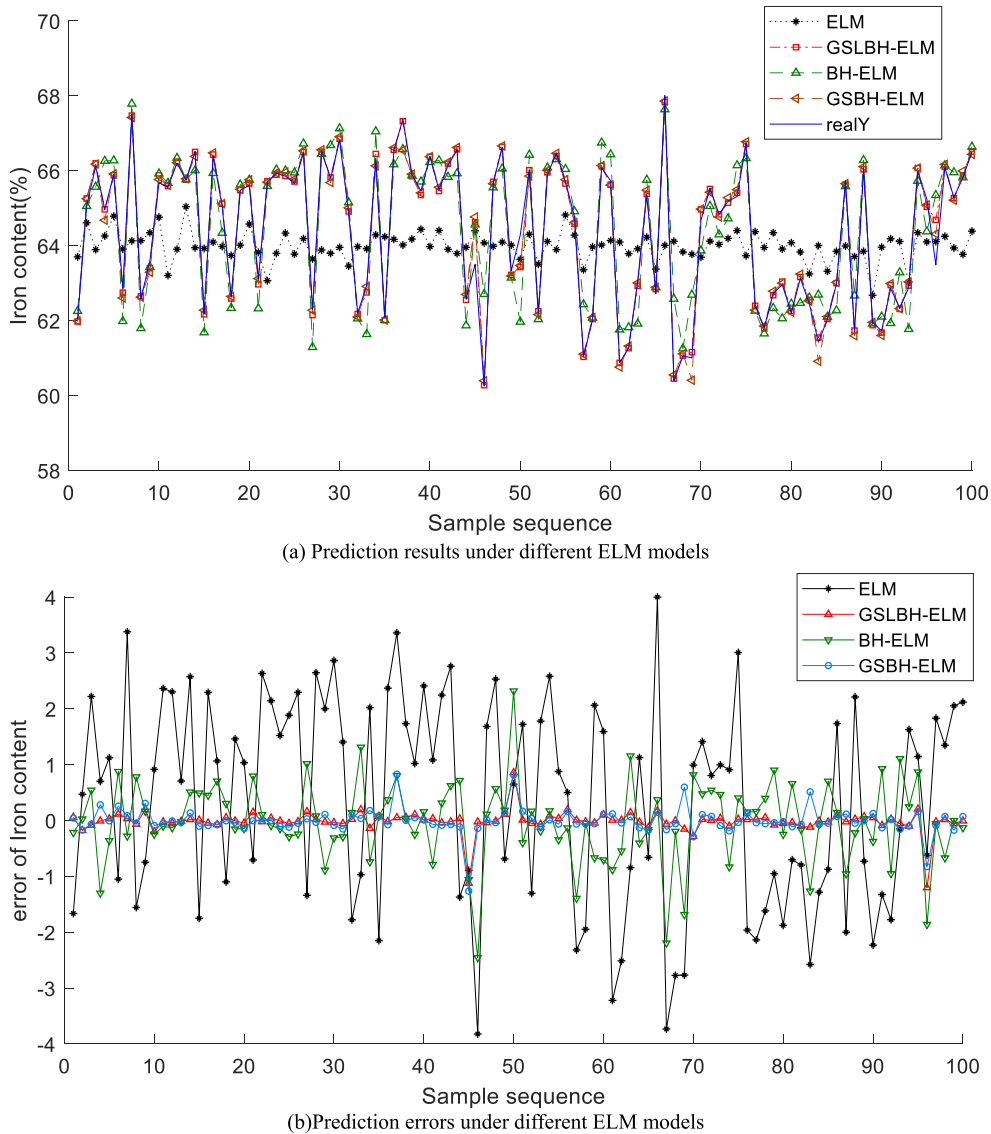 70
68
66
64
62
60
58
Iron content(%)
ELM
GSLBH-ELM
BH-ELM
GSBH-ELM
realY
0 10 20 30 40 50 60 70 80 90 100
Sample sequence
(a) Prediction results under different ELM models
4
3
2
1
0
-1
-2
-3
-4
error of Iron content
ELM
GSLBH-ELM
BH-ELM
GSBH-ELM
0 10 20 30 40 50 60 70 80 90 100
Sample sequence
(b)Prediction errors under different ELM models